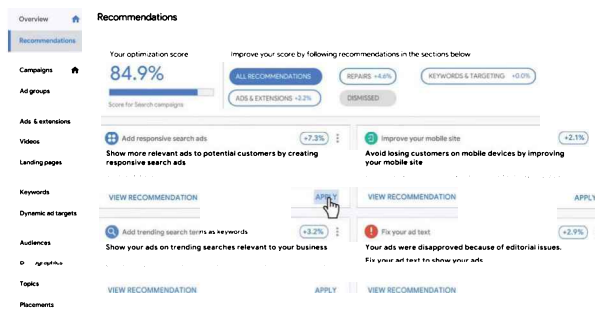 Overview
Recommendations
Recommendations
Your optimization score
Improve your score by following recommendations in the sections below
84.9%
Score for Search campaigns
ALL RECOMMENDATIONS
REPAIRS +4.6%
KEYWORDS & TARGETING +0.0%
ADS & EXTENSIONS +2.2%
DISMISSED
Campaigns
Ad groups
Ads & extensions
Videos
Landing pages
Keywords
Dynamic ad targets
Audiences
Topics
Placements
Add responsive search ads
+7.3%
Show more relevant ads to potential customers by creating
responsive search ads
VIEW RECOMMENDATION
APPLY
Improve your mobile site
+2.1%
Avoid losing customers on mobile devices by improving
your mobile site
VIEW RECOMMENDATION
APPLY
Add trending search terms as keywords
+3.2%
Show your ads on trending searches relevant to your business
VIEW RECOMMENDATION
APPLY
Fix your ad text
+2.9%
Your ads were disapproved because of editorial issues.
Fix your ad text to show your ads
VIEW RECOMMENDATION